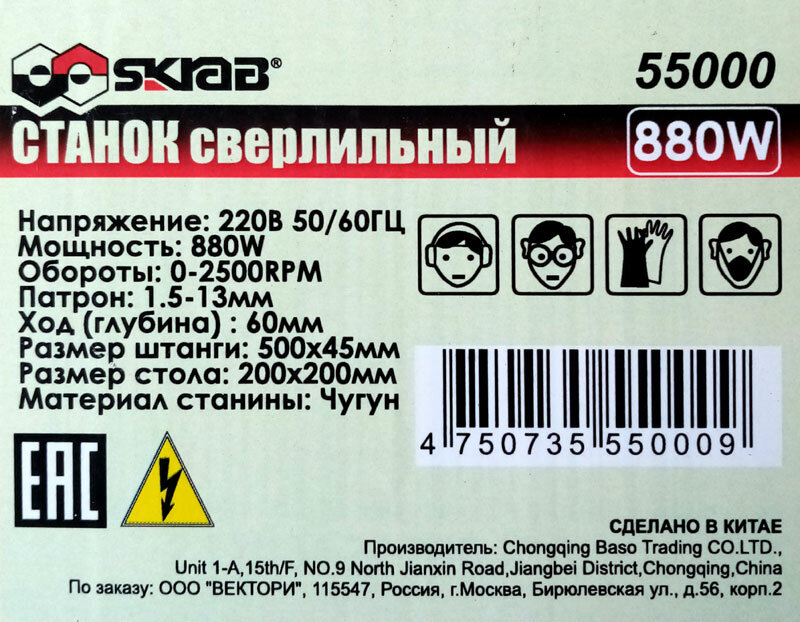 SKRAB®
55000
СТАНОК сверлильный
880W
Напряжение: 220В 50/60ГЦ
Мощность: 880W
Обороты: 0-2500RPM
Патрон: 1.5-13мм
Ход (глубина) : 60мм
Размер штанги: 500х45мм
Размер стола: 200х200мм
Материал станины: Чугун
4 750735 550009
EAC
СДЕЛАНО В КИТАЕ
Производитель: Chongqing Baso Trading CO.LTD.,
Unit 1-A,15th/F, NO.9 North Jianxin Road,Jiangbei District,Chongqing,China
По заказу: ООО "ВЕКТОРИ", 115547, Россия, г.Москва, Бирюлевская ул., д.56, корп.2